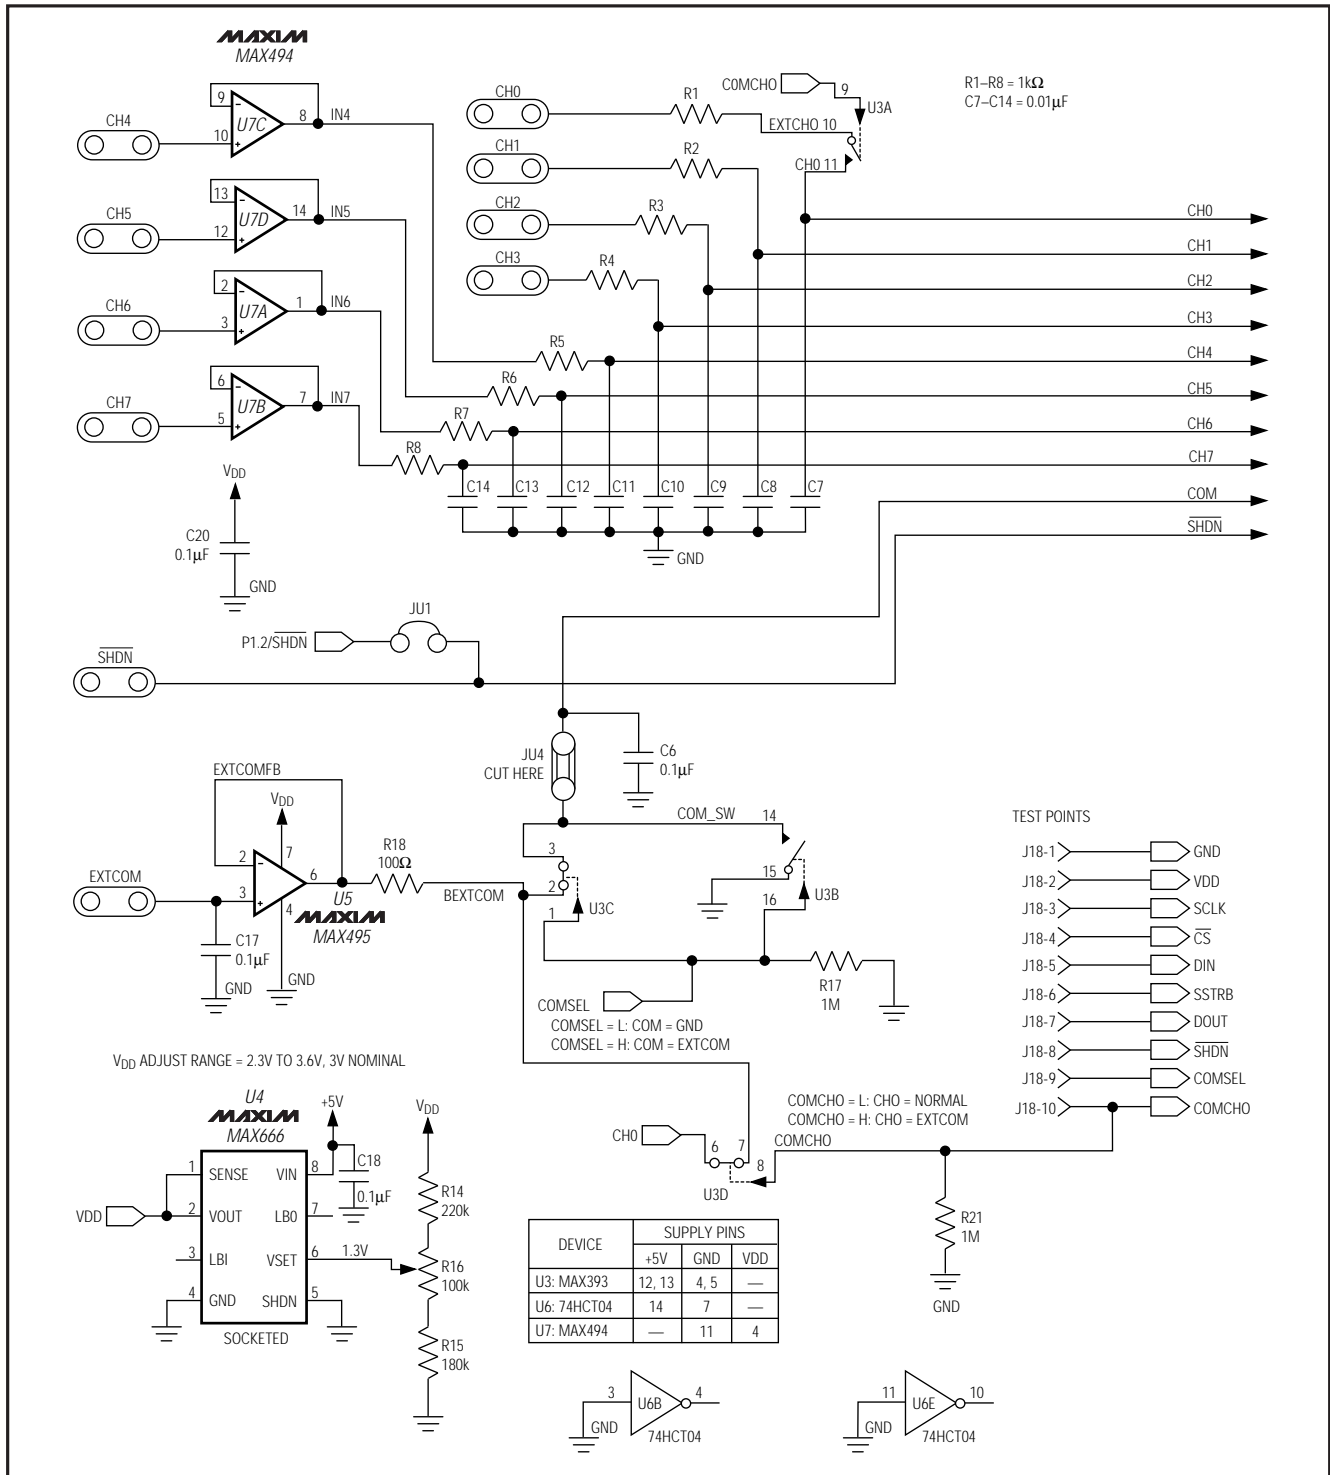 MAXIM
MAX494
CH4
9
10
-
+
U7C
8
IN4
CH5
13
12
-
+
U7D
14
IN5
CH6
2
3
-
+
U7A
1
IN6
CH7
6
5
-
+
U7B
7
IN7
CH0
R1
CH1
R2
CH2
R3
CH3
R4
COMCHO
9
U3A
EXTCHO 10
CH0 11
R1–R8 = 1kΩ
C7–C14 = 0.01µF
CH0
CH1
CH2
CH3
R5
CH4
R6
CH5
R7
CH6
R8
CH7
COM
SHDN
C14
C13
C12
C11
C10
C9
C8
C7
GND
VDD
C20
0.1µF
GND
JU1
P1.2/SHDN
SHDN
JU4
CUT HERE
C6
0.1µF
EXTCOMFB
VDD
7
2
3
-
+
6
4
U5
MAXIM
MAX495
EXTCOM
C17
0.1µF
GND
GND
R18
100Ω
BEXTCOM
COM_SW
14
3
2
1
U3C
15
16
U3B
R17
1M
COMSEL
COMSEL = L: COM = GND
COMSEL = H: COM = EXTCOM
TEST POINTS
J18-1 GND
J18-2 VDD
J18-3 SCLK
J18-4 CS
J18-5 DIN
J18-6 SSTRB
J18-7 DOUT
J18-8 SHDN
J18-9 COMSEL
J18-10 COMCHO
VDD ADJUST RANGE = 2.3V TO 3.6V, 3V NOMINAL
U4
MAXIM
MAX666
+5V
VDD
1 SENSE VIN 8
C18
0.1µF
VDD
2 VOUT LBO 7
3 LBI VSET 6 1.3V
4 GND SHDN 5
SOCKETED
R14
220k
R16
100k
R15
180k
COMCHO = L: CHO = NORMAL
COMCHO = H: CHO = EXTCOM
COMCHO
CH0
6
7
8
U3D
R21
1M
GND
DEVICE SUPPLY PINS
+5V GND VDD
U3: MAX393 12, 13 4, 5 —
U6: 74HCT04 14 7 —
U7: MAX494 — 11 4
3
U6B
4
GND
74HCT04
11
U6E
10
GND
74HCT04